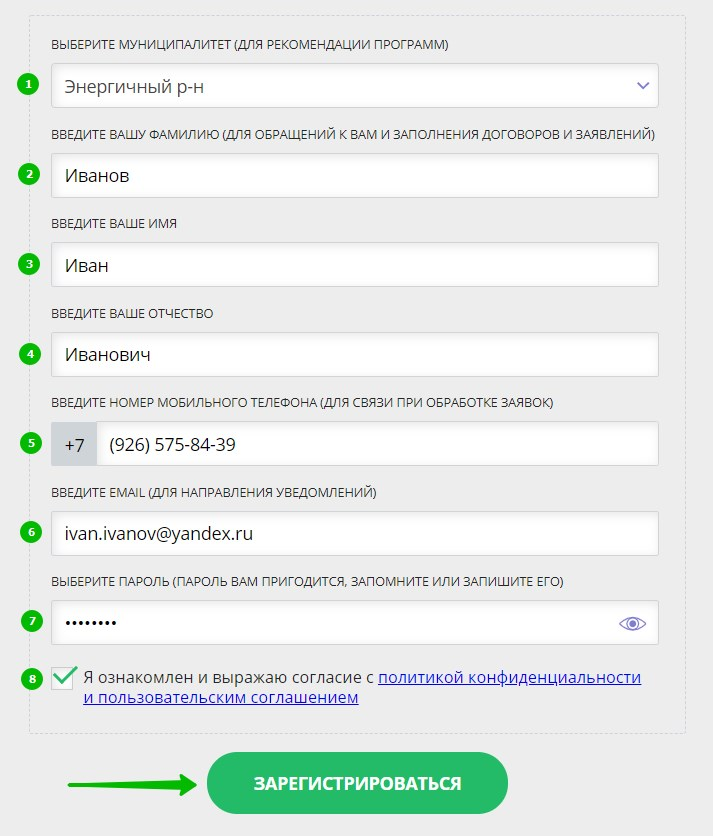 ВЫБЕРИТЕ МУНИЦИПАЛИТЕТ (ДЛЯ РЕКОМЕНДАЦИИ ПРОГРАММ)
1 Энергичный р-н
ВВЕДИТЕ ВАШУ ФАМИЛИЮ (ДЛЯ ОБРАЩЕНИЙ К ВАМ И ЗАПОЛНЕНИЯ ДОГОВОРОВ И ЗАЯВЛЕНИЙ)
2 Иванов
ВВЕДИТЕ ВАШЕ ИМЯ
3 Иван
ВВЕДИТЕ ВАШЕ ОТЧЕСТВО
4 Иванович
ВВЕДИТЕ НОМЕР МОБИЛЬНОГО ТЕЛЕФОНА (ДЛЯ СВЯЗИ ПРИ ОБРАБОТКЕ ЗАЯВОК)
5 +7 (926) 575-84-39
ВВЕДИТЕ EMAIL (ДЛЯ НАПРАВЛЕНИЯ УВЕДОМЛЕНИЙ)
6 ivan.ivanov@yandex.ru
ВЫБЕРИТЕ ПАРОЛЬ (ПАРОЛЬ ВАМ ПРИГОДИТСЯ, ЗАПОМНИТЕ ИЛИ ЗАПИШИТЕ ЕГО)
7 ••••••••
8 Я ознакомлен и выражаю согласие с политикой конфиденциальности
и пользовательским соглашением
ЗАРЕГИСТРИРОВАТЬСЯ